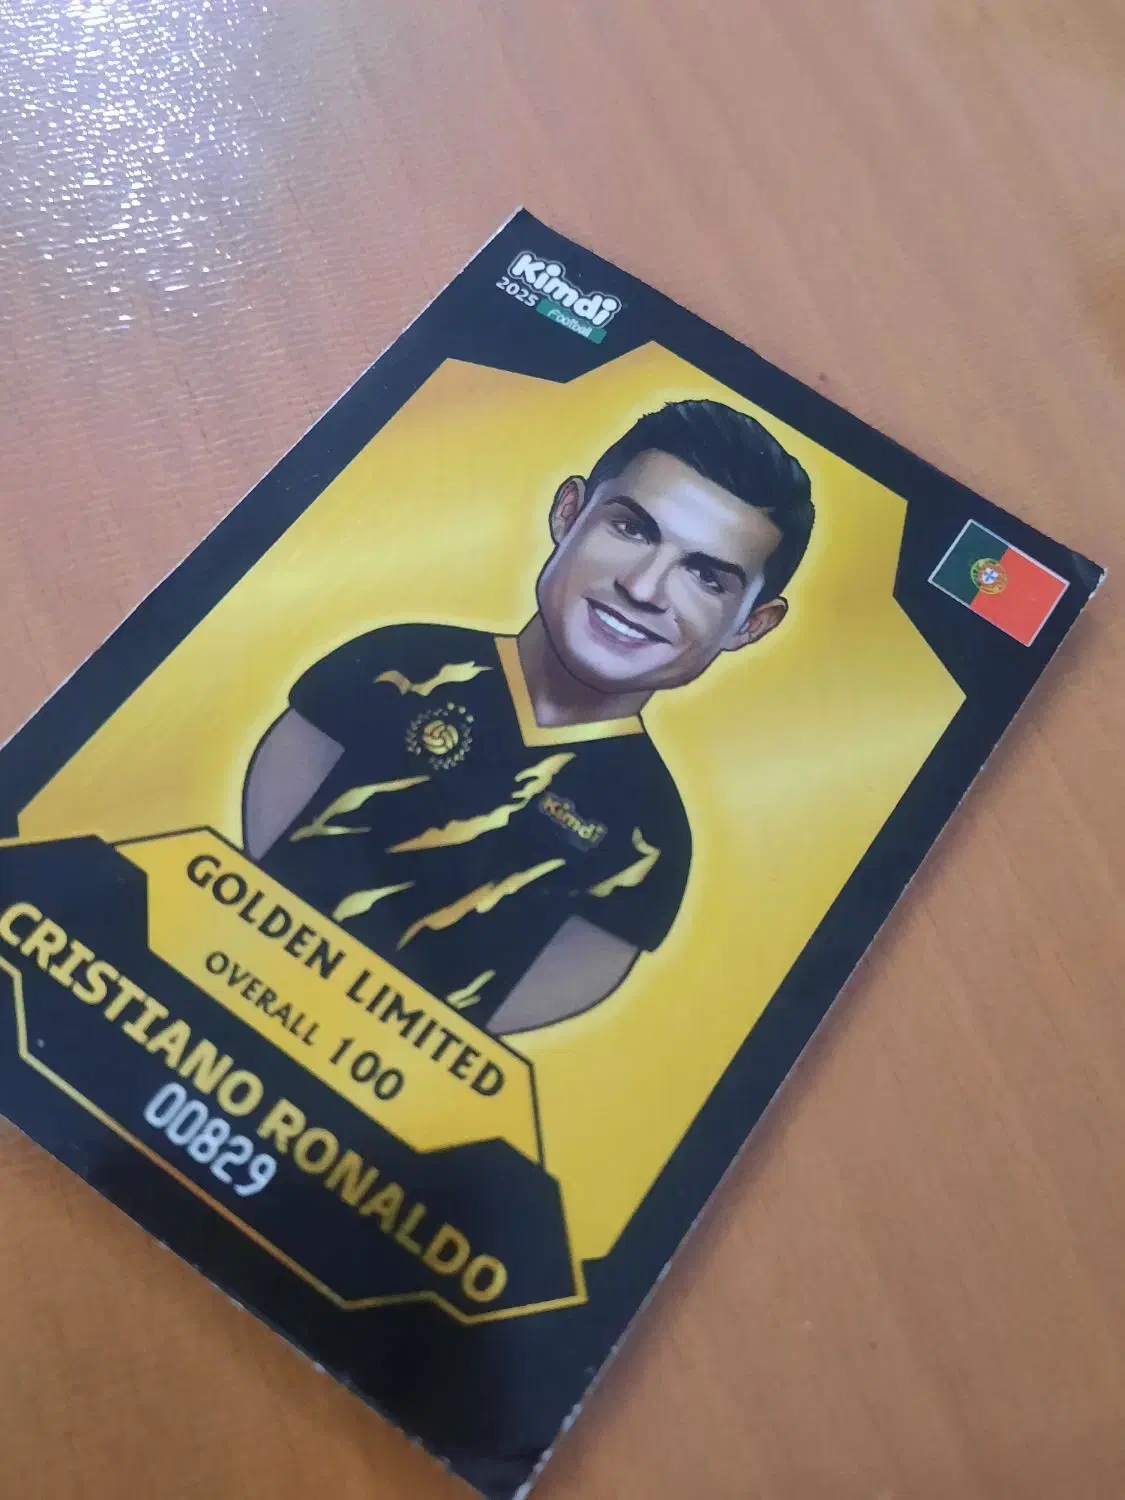 Kimdi
2025 Football
Kimdi
GOLDEN LIMITED
OVERALL 100
CRISTIANO RONALDO
00829